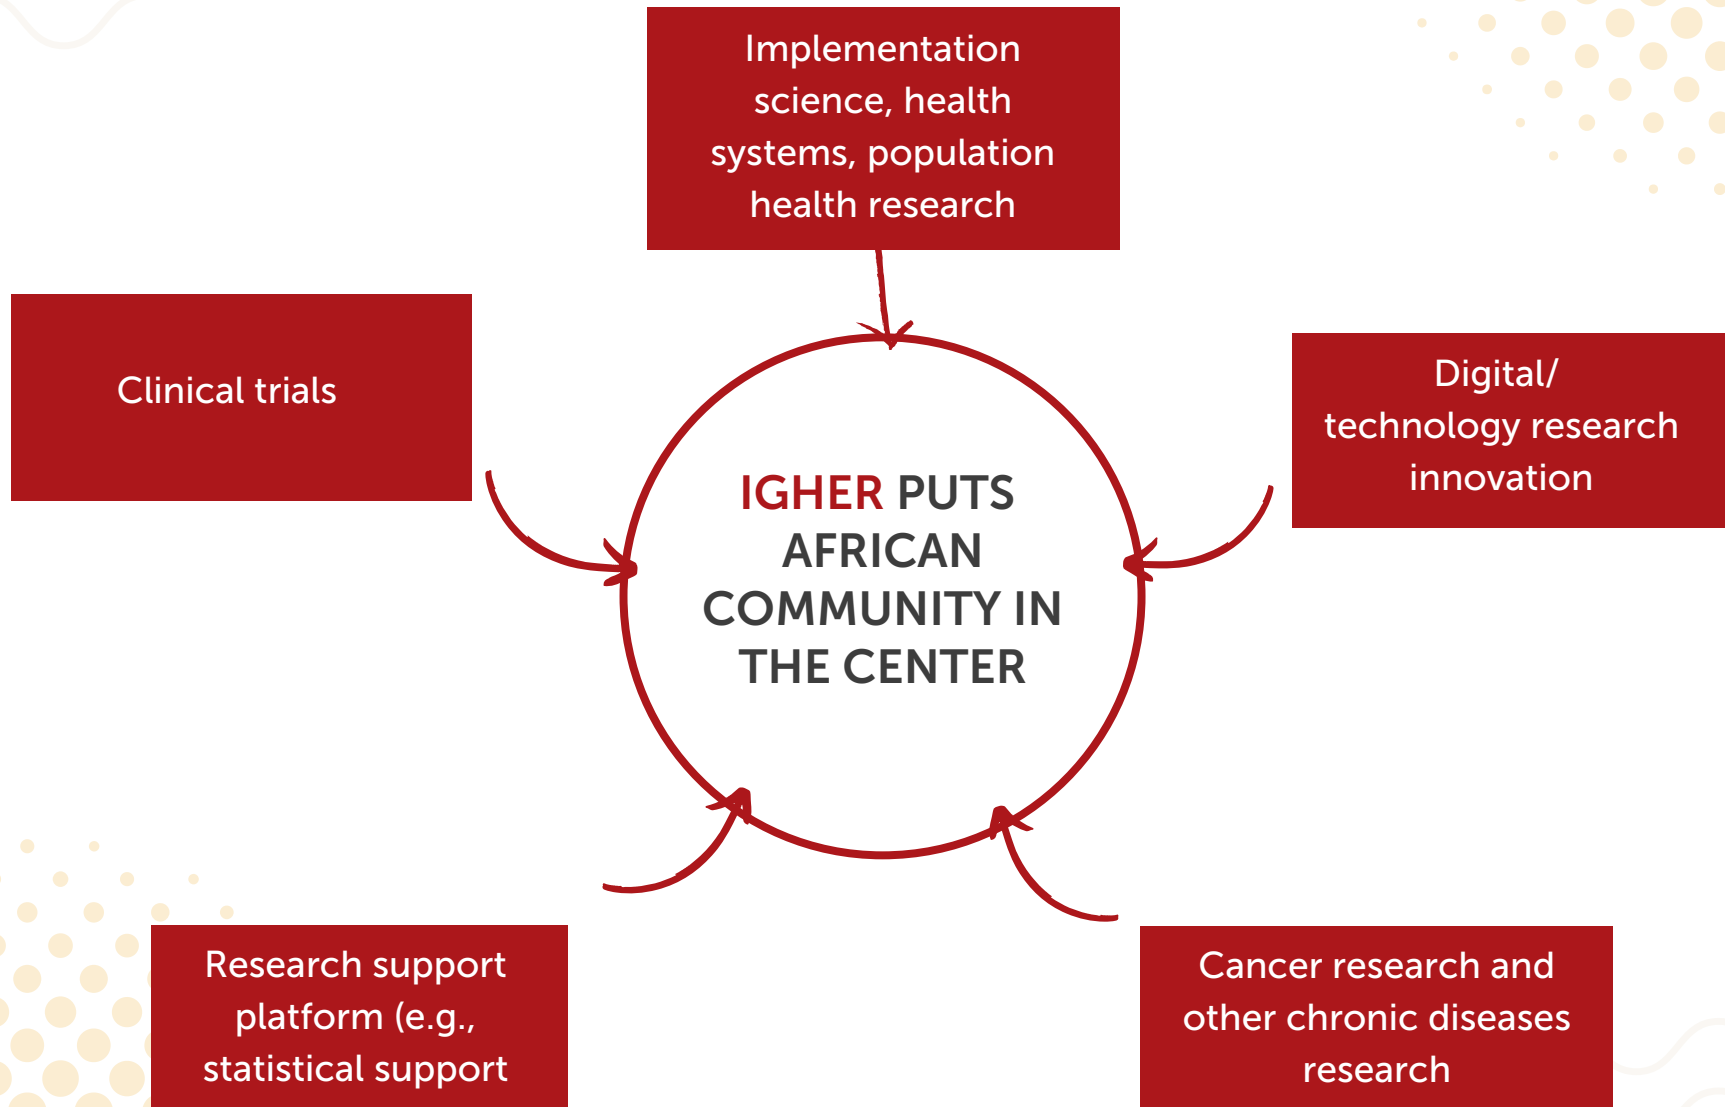 Implementation
science, health
systems, population
health research
Clinical trials
Digital/
technology research
innovation
IGHER PUTS
AFRICAN
COMMUNITY IN
THE CENTER
Research support
platform (e.g.,
statistical support
Cancer research and
other chronic diseases
research